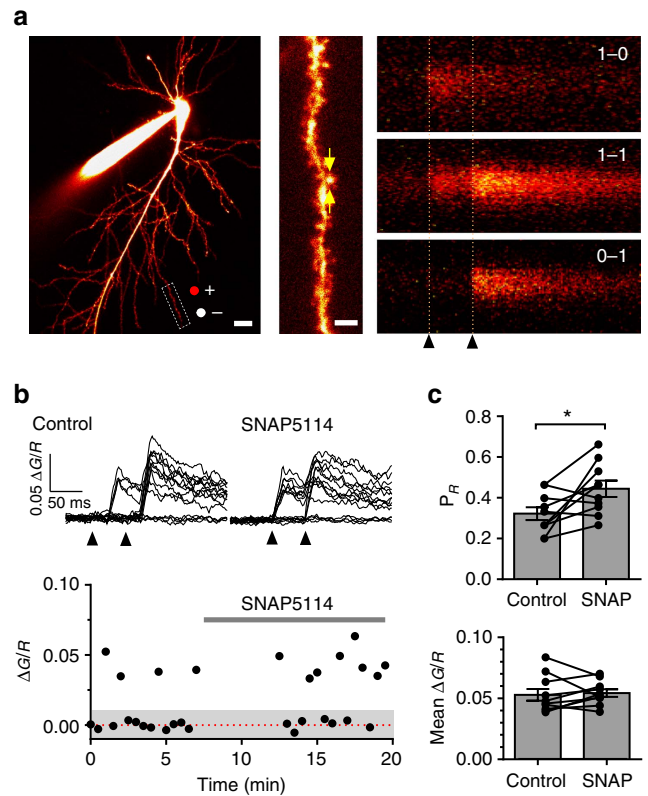 a
1–0
1–1
0–1
+
−
b
Control
SNAP5114
0.05 ΔG/R
50 ms
SNAP5114
ΔG/R
0.10
0.05
0.00
0
5
10
15
20
Time (min)
c
*
P_R
0.8
0.6
0.4
0.2
0.0
Control
SNAP
Mean ΔG/R
0.10
0.05
0.00
Control
SNAP